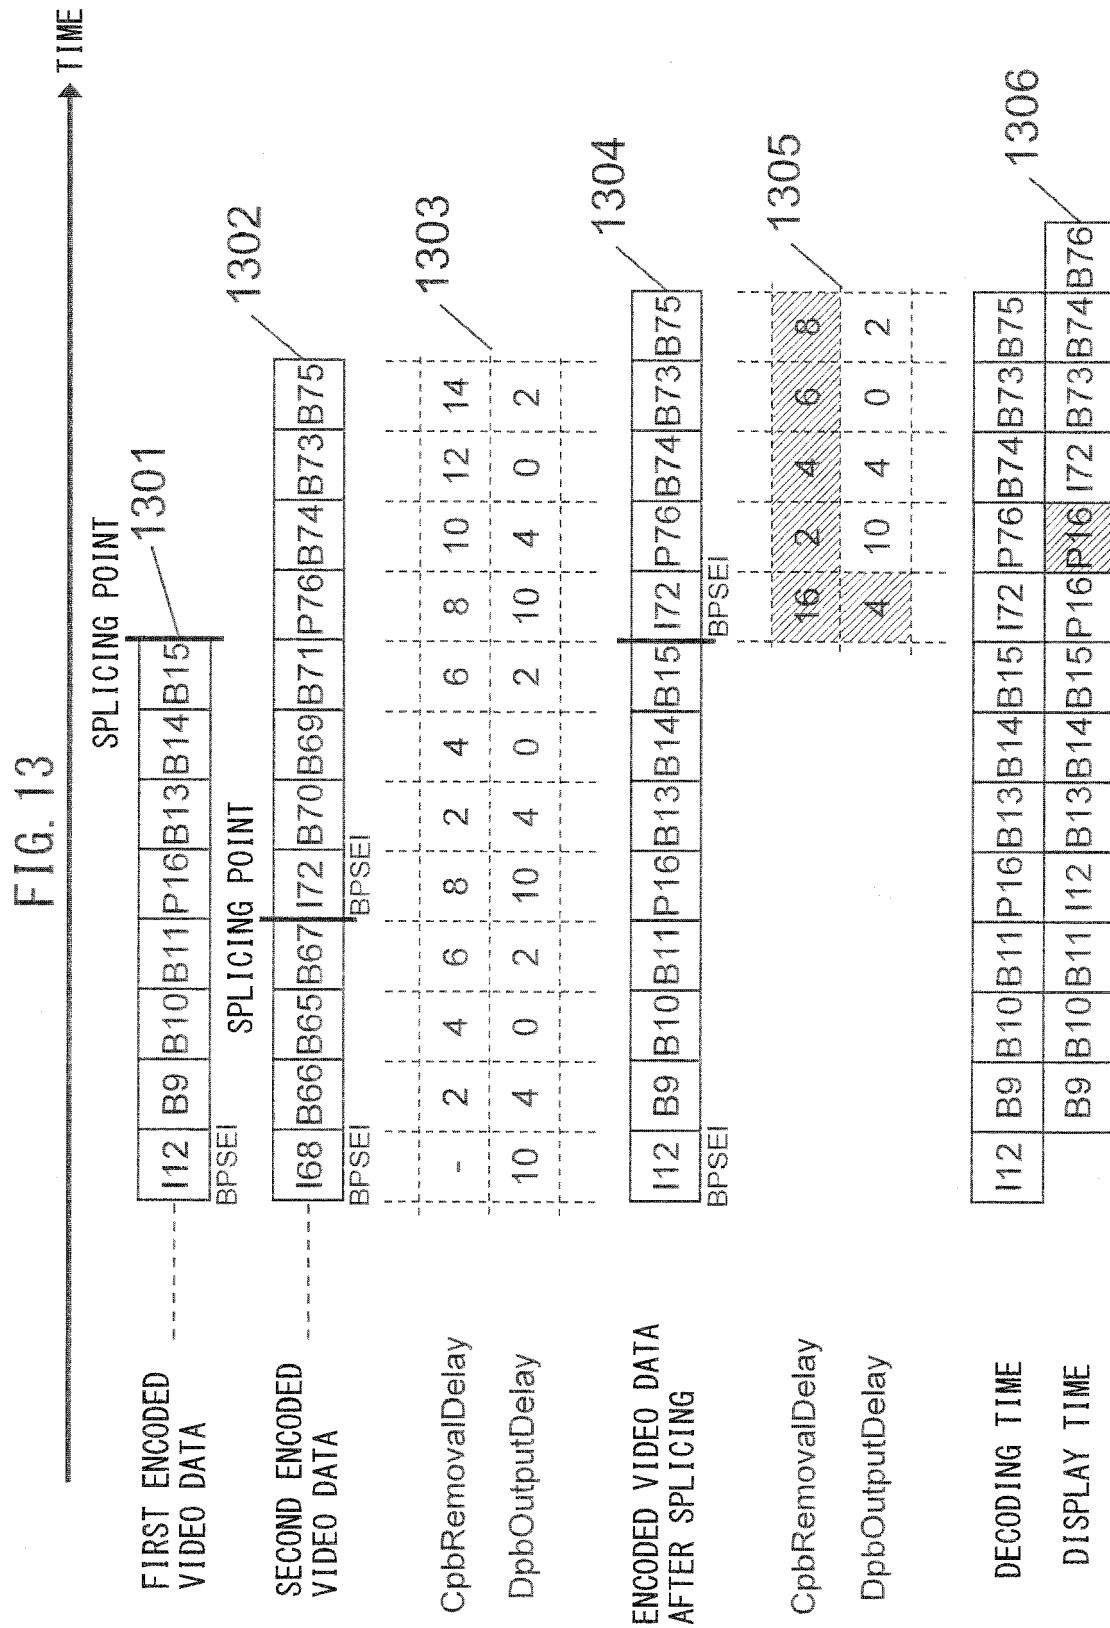 FIG. 13
TIME
SPLICING POINT
1301
FIRST ENCODED
VIDEO DATA
I12 B9 B10 B11 P16 B13 B14 B15
BPSEI
SPLICING POINT
1302
SECOND ENCODED
VIDEO DATA
I68 B66 B65 B67 I72 B70 B69 B71 P76 B74 B73 B75
BPSEI BPSEI
1303
CpbRemovalDelay - 2 4 6 8 2 4 6 8 10 12 14
DpbOutputDelay 10 4 0 2 10 4 0 2 10 4 0 2
1304
ENCODED VIDEO DATA
AFTER SPLICING
I12 B9 B10 B11 P16 B13 B14 B15 I72 P76 B74 B73 B75
BPSEI BPSEI
1305
CpbRemovalDelay 16 2 4 6 8
DpbOutputDelay 4 10 4 0 2
DECODING TIME I12 B9 B10 B11 P16 B13 B14 B15 I72 P76 B74 B73 B75
DISPLAY TIME B9 B10 B11 I12 B13 B14 B15 P16 P16 I72 B73 B74 B76
1306